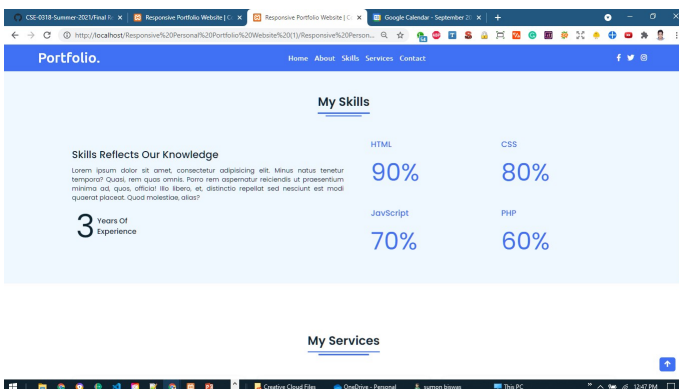 CSE-0318-Summer-2021/Final Re
Responsive Portfolio Website | C
Responsive Portfolio Website | C
Google Calendar - September 20
http://localhost/Responsive%20Personal%20Portfolio%20Website%20(1)/Responsive%20Person...
Portfolio.
Home About Skills Services Contact
My Skills
Skills Reflects Our Knowledge
Lorem ipsum dolor sit amet, consectetur adipisicing elit. Minus natus tenetur
tempora? Quasi, rem quas omnis. Porro rem aspernatur reiciendis ut praesentium
minima ad, quos, officia! Illo libero, et, distinctio repellat sed nesciunt est modi
quaerat placeat. Quod molestiae, alias?
3 Years Of
Experience
HTML
90%
CSS
80%
JavScript
70%
PHP
60%
My Services
Creative Cloud Files
OneDrive - Personal
sumon biswas
This PC
12:47 PM